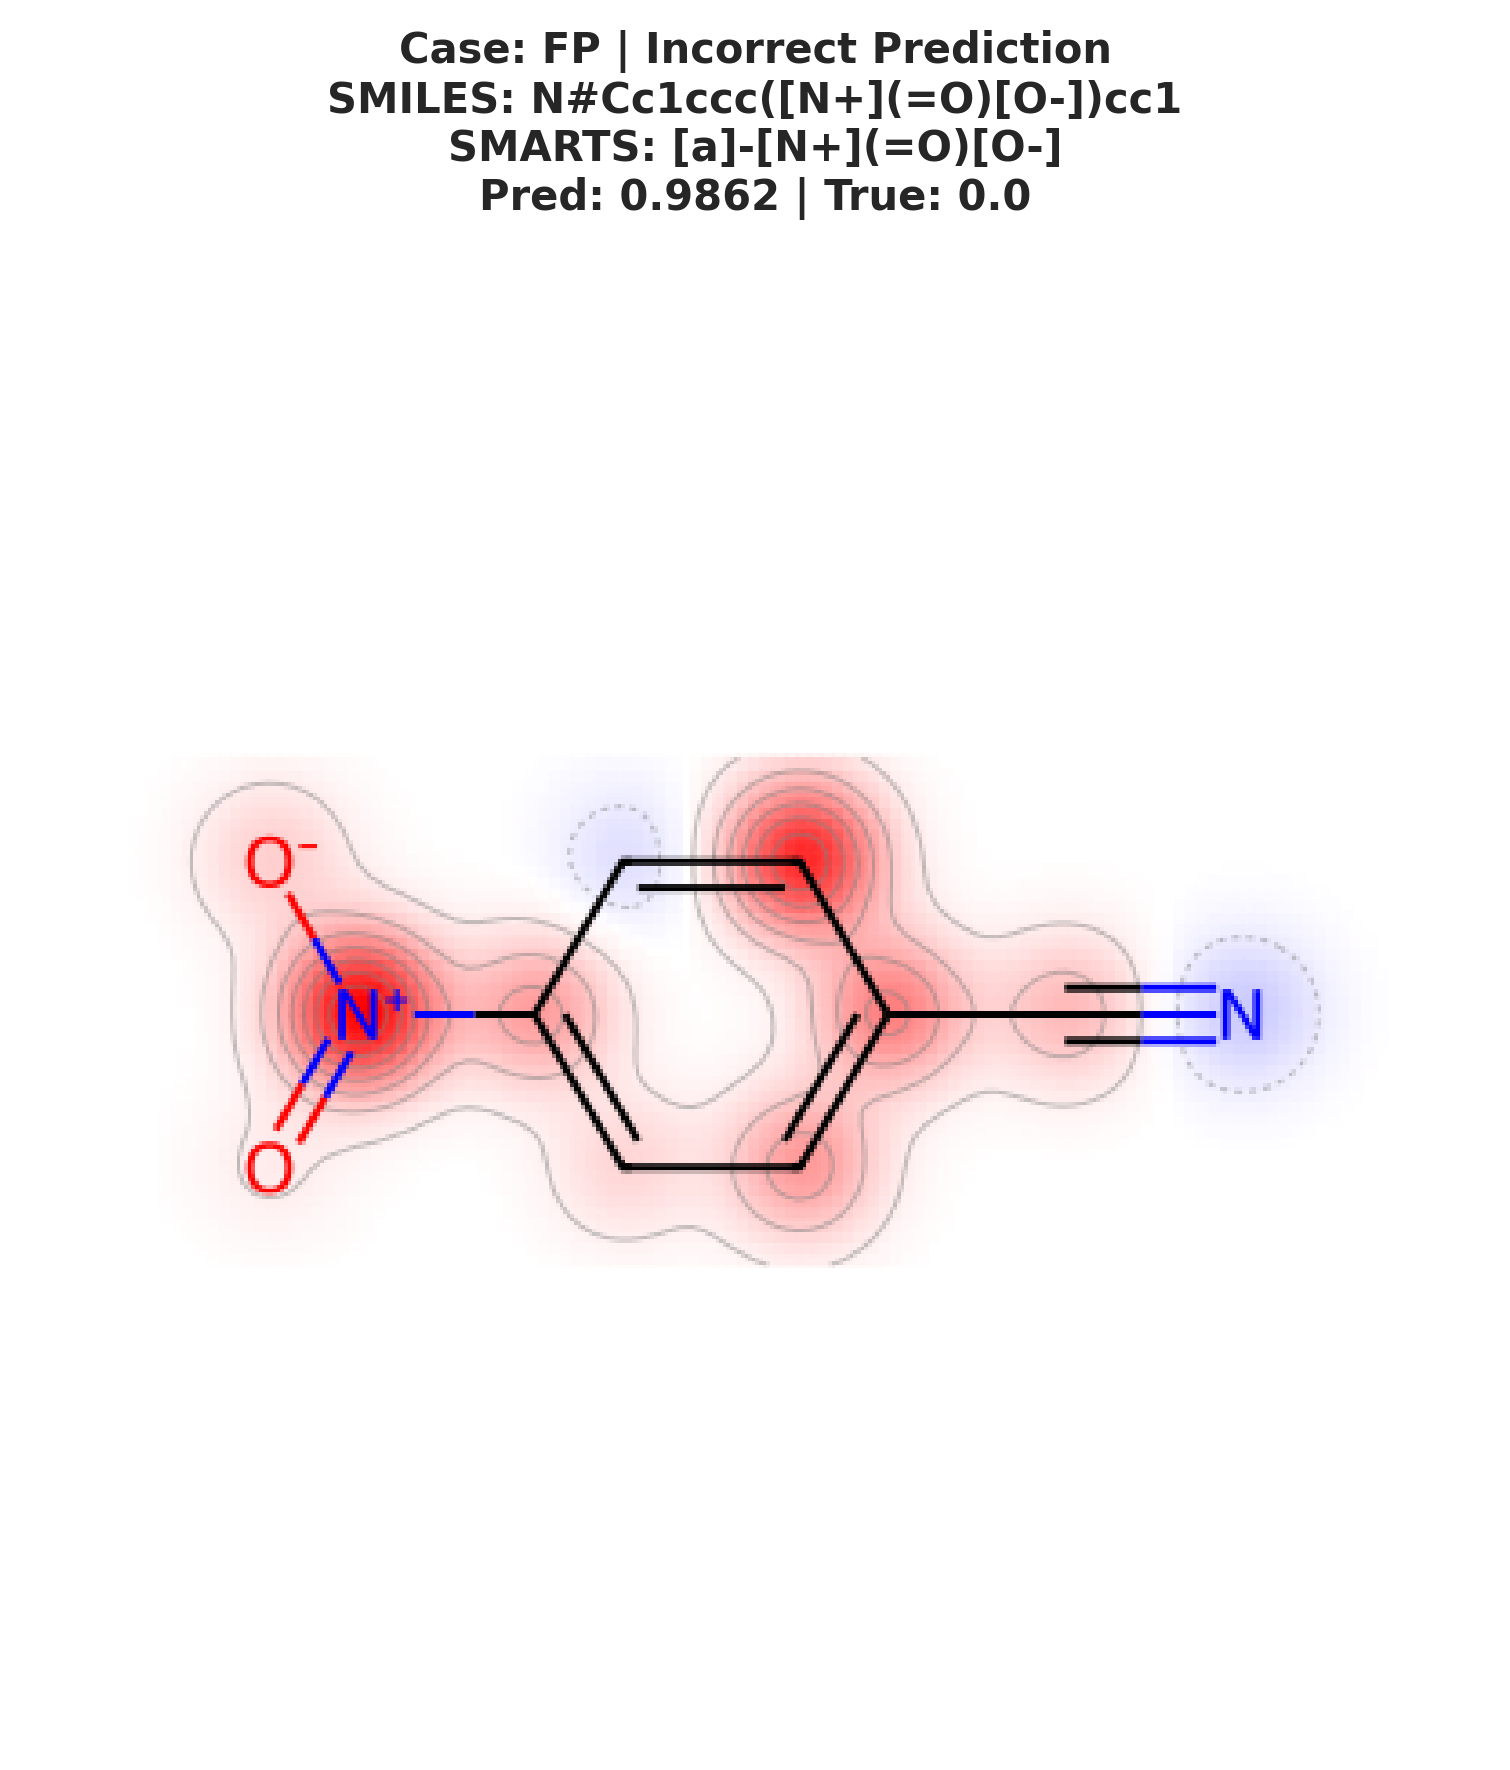 Case: FP | Incorrect Prediction
SMILES: N#Cc1ccc([N+](=O)[O-])cc1
SMARTS: [a]-[N+](=O)[O-]
Pred: 0.9862 | True: 0.0
O⁻
N⁺
N
O